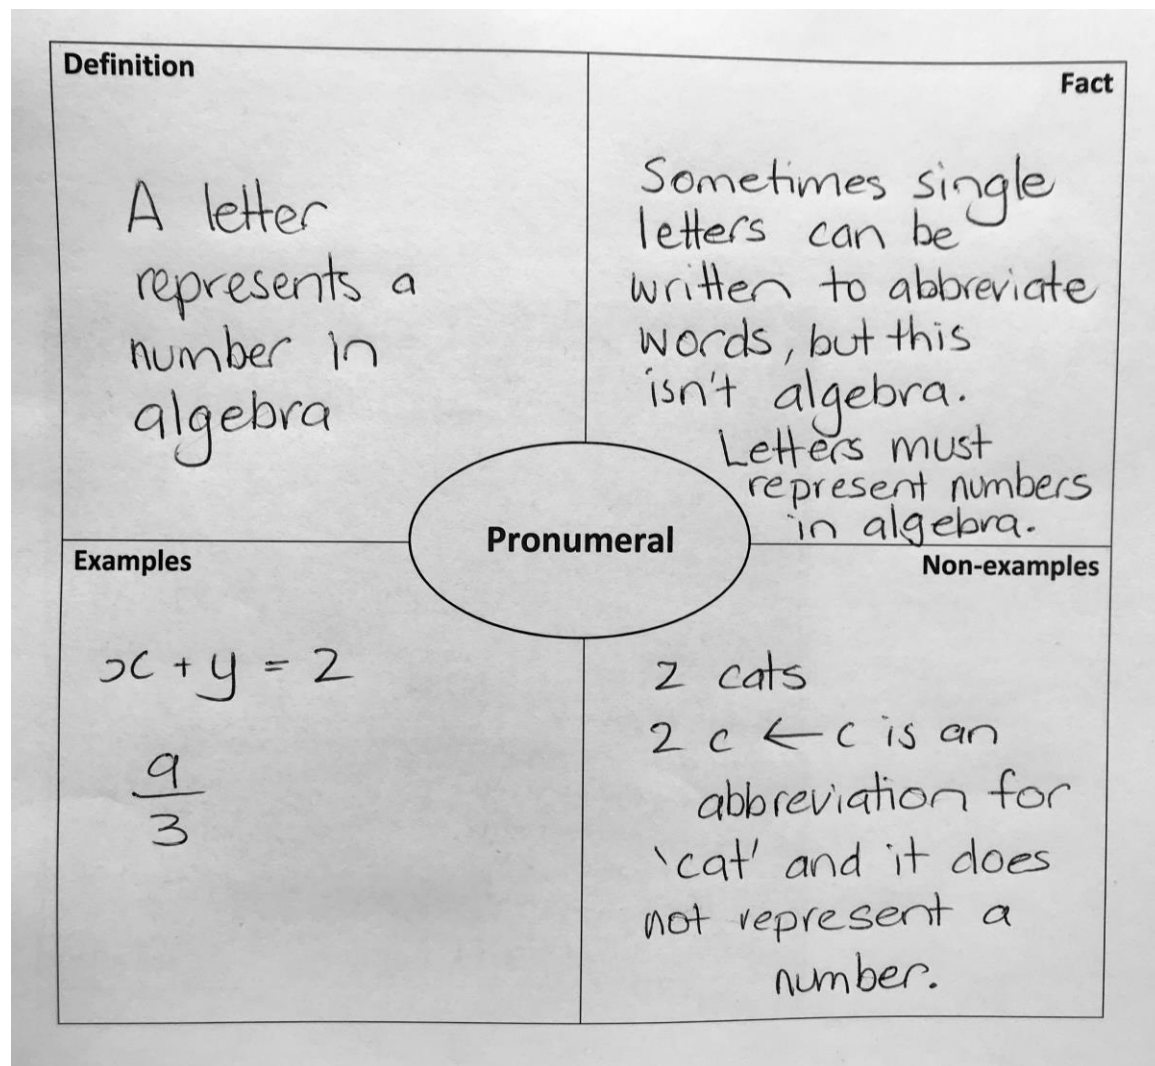 Definition
A letter
represents a
number in
algebra
Fact
Sometimes single
letters can be
written to abbreviate
words, but this
isn't algebra.
Letters must
represent numbers
in algebra.
Pronumeral
Examples
x + y = 2
a
3
Non-examples
2 cats
2 c ← c is an
abbreviation for
'cat' and it does
not represent a
number.